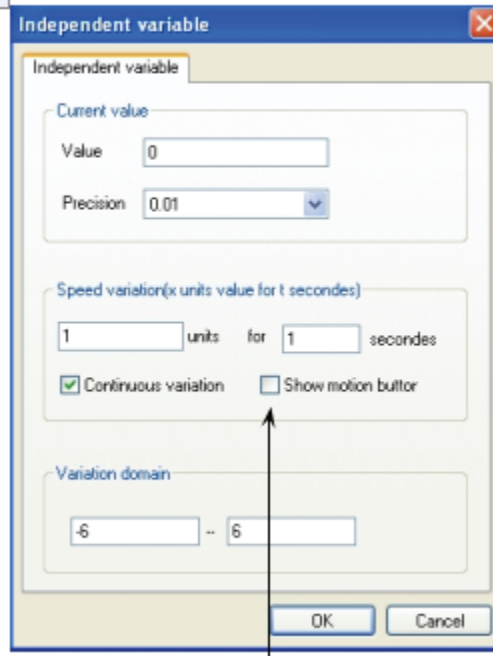 Independent variable
Independent variable
Current value
Value 0
Precision 0.01
Speed variation(x units value for t secondes)
1 units for 1 secondes
Continuous variation Show motion buttor
Variation domain
-6 -- 6
OK Cancel